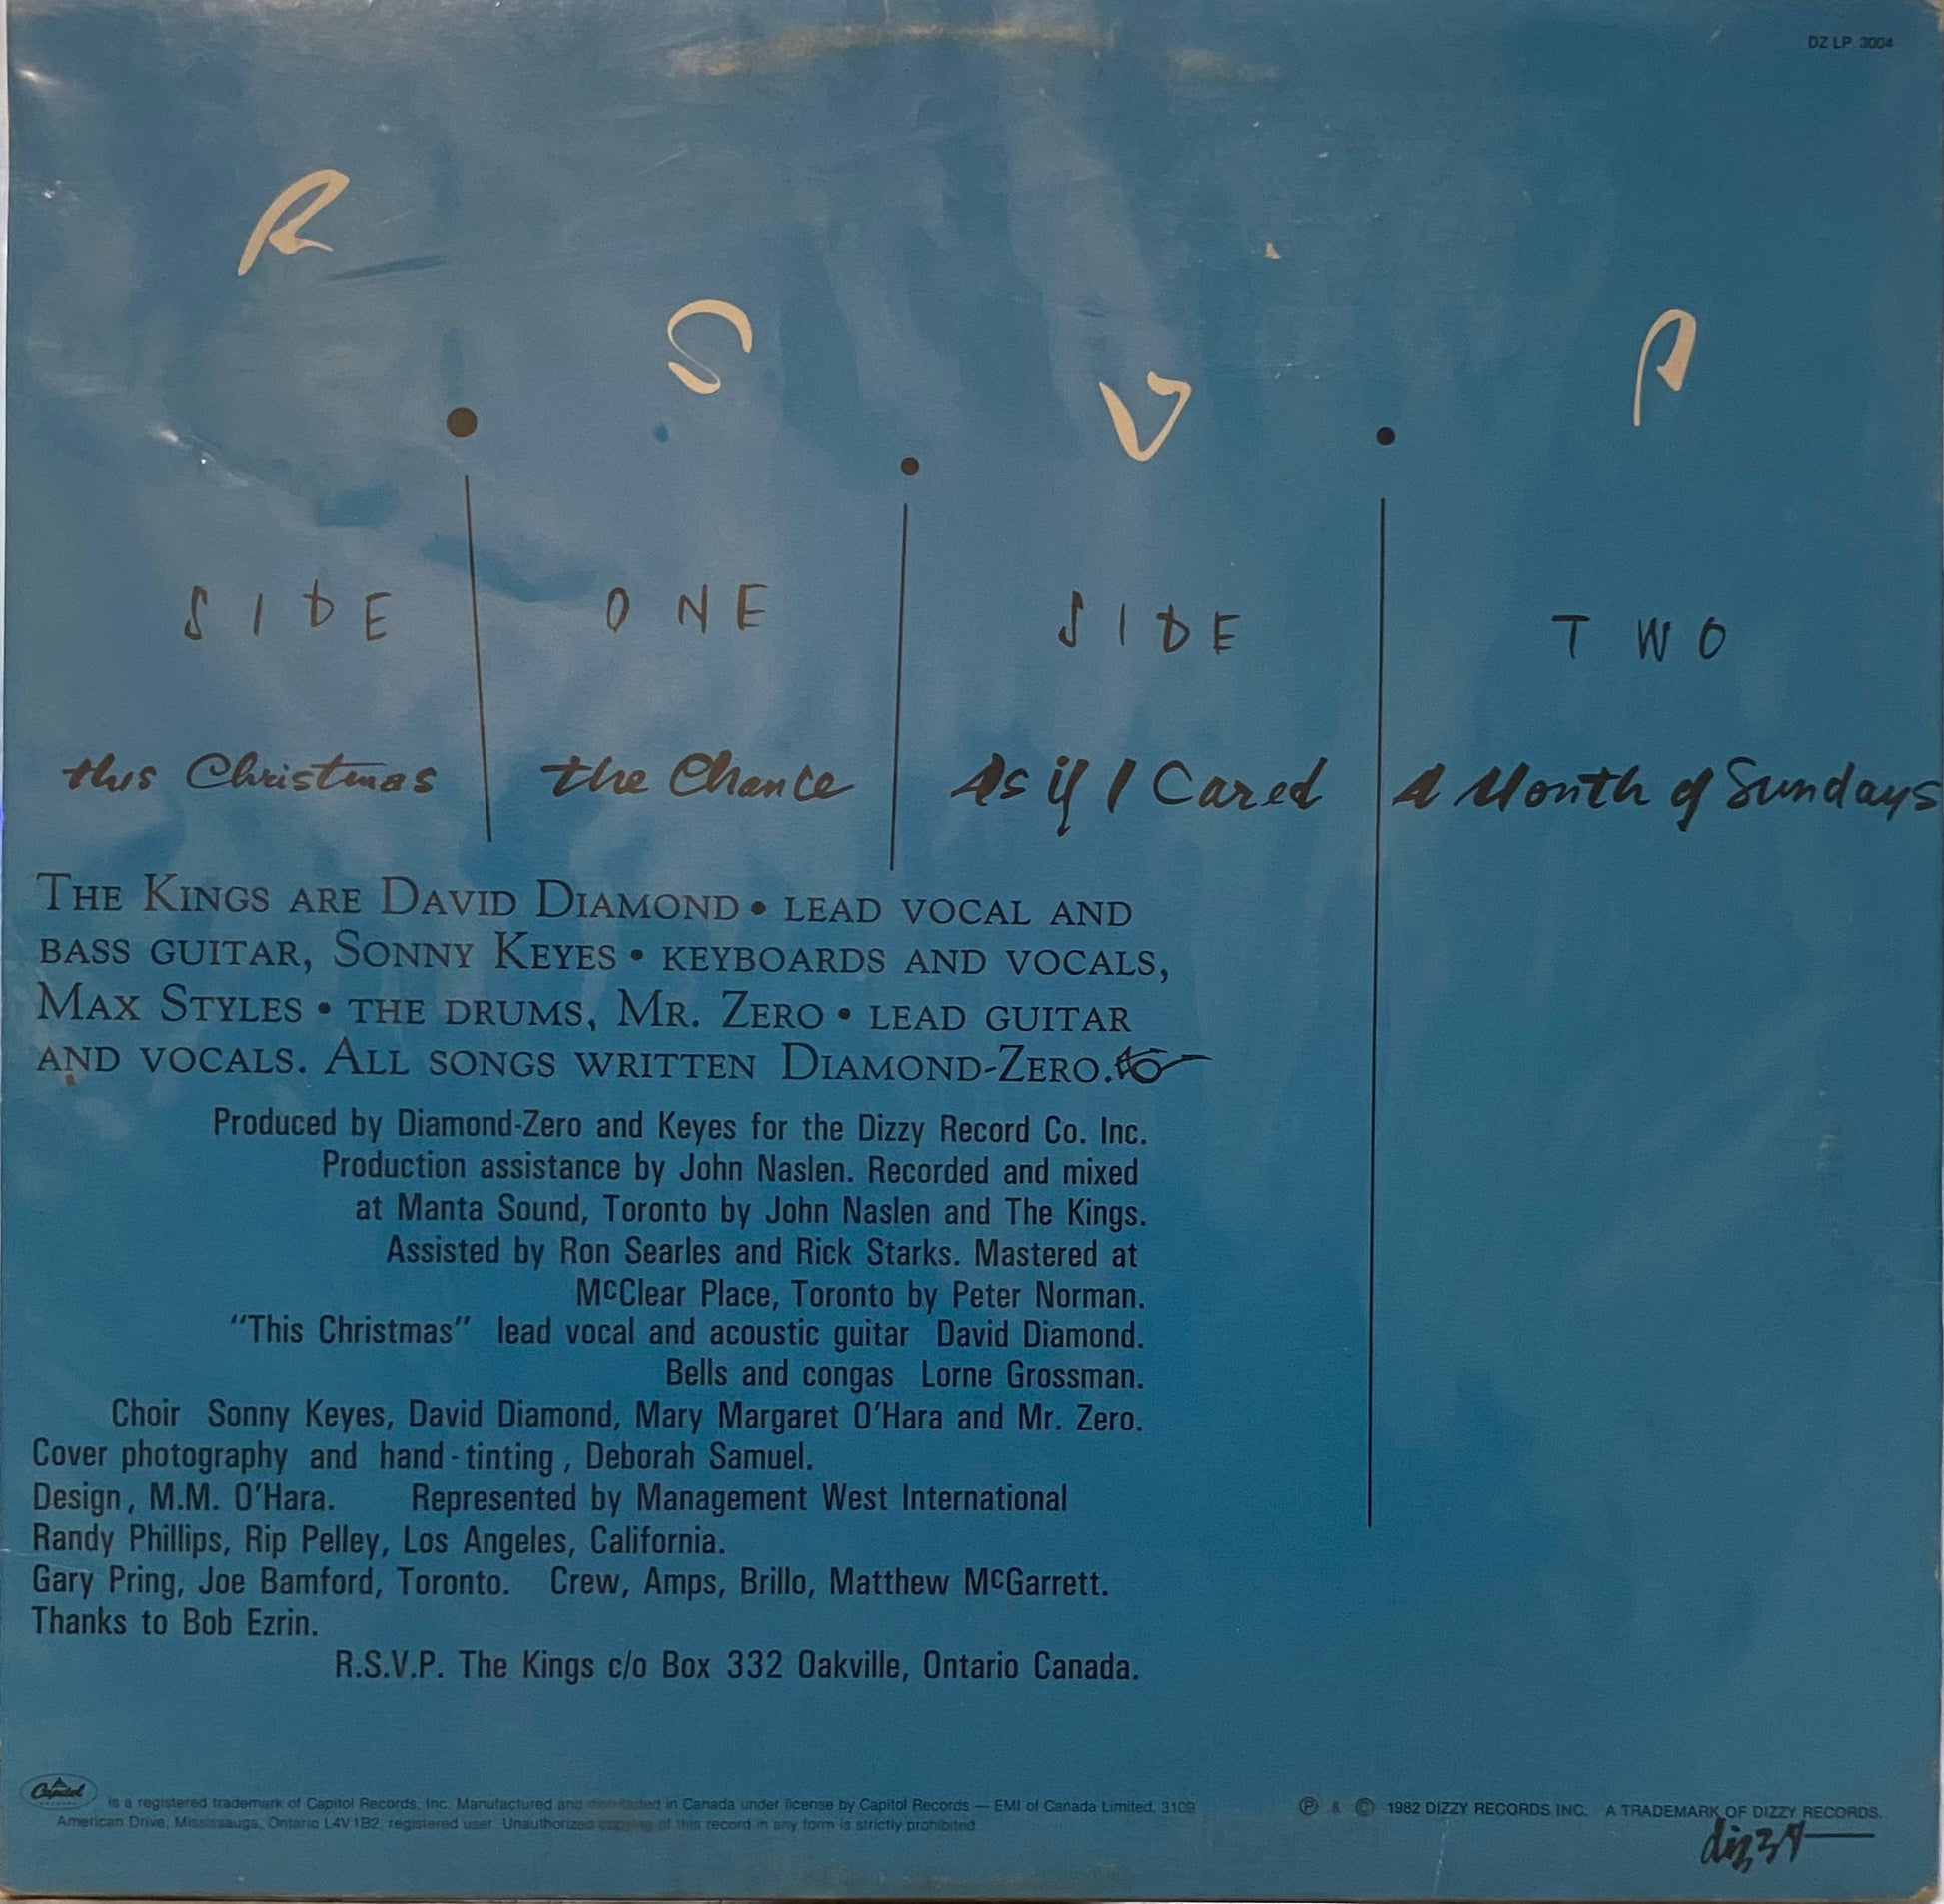 DZ LP 3004
R S V P
SIDE ONE SIDE TWO
this Christmas the Chance As if I Cared A Month of Sundays
THE KINGS ARE DAVID DIAMOND • LEAD VOCAL AND
BASS GUITAR, SONNY KEYES • KEYBOARDS AND VOCALS,
MAX STYLES • THE DRUMS, MR. ZERO • LEAD GUITAR
AND VOCALS. ALL SONGS WRITTEN DIAMOND-ZERO.
Produced by Diamond-Zero and Keyes for the Dizzy Record Co. Inc.
Production assistance by John Naslen. Recorded and mixed
at Manta Sound, Toronto by John Naslen and The Kings.
Assisted by Ron Searles and Rick Starks. Mastered at
McClear Place, Toronto by Peter Norman.
"This Christmas" lead vocal and acoustic guitar David Diamond.
Bells and congas Lorne Grossman.
Choir Sonny Keyes, David Diamond, Mary Margaret O'Hara and Mr. Zero.
Cover photography and hand-tinting, Deborah Samuel.
Design, M.M. O'Hara. Represented by Management West International
Randy Phillips, Rip Pelley, Los Angeles, California.
Gary Pring, Joe Bamford, Toronto. Crew, Amps, Brillo, Matthew McGarrett.
Thanks to Bob Ezrin.
R.S.V.P. The Kings c/o Box 332 Oakville, Ontario Canada.
Capitol is a registered trademark of Capitol Records, Inc. Manufactured and distributed in Canada under license by Capitol Records — EMI of Canada Limited, 3109
American Drive, Mississauga, Ontario L4V 1B2, registered user. Unauthorized copying of this record in any form is strictly prohibited.
℗ & © 1982 DIZZY RECORDS INC. A TRADEMARK OF DIZZY RECORDS.
dizzy